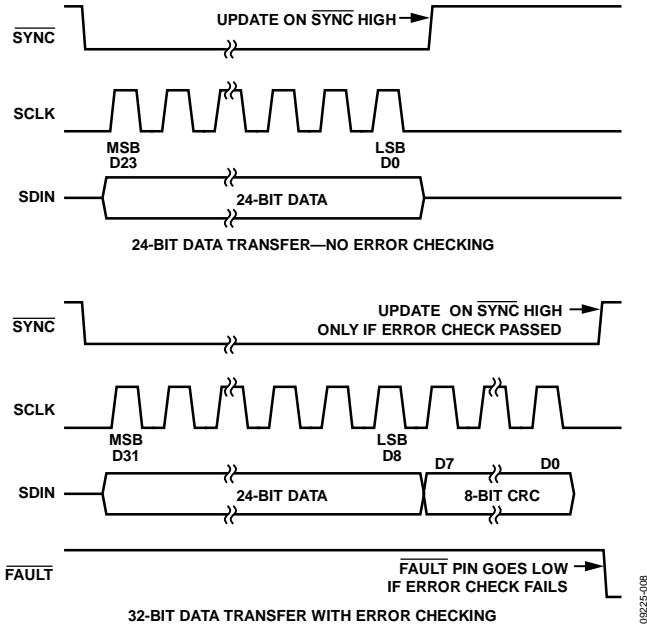 UPDATE ON SYNC HIGH
SYNC
SCLK
MSB
D23
LSB
D0
SDIN
24-BIT DATA
24-BIT DATA TRANSFER—NO ERROR CHECKING
UPDATE ON SYNC HIGH
ONLY IF ERROR CHECK PASSED
SYNC
SCLK
MSB
D31
LSB
D8
D7
D0
SDIN
24-BIT DATA
8-BIT CRC
FAULT
FAULT PIN GOES LOW
IF ERROR CHECK FAILS
32-BIT DATA TRANSFER WITH ERROR CHECKING
09225-008